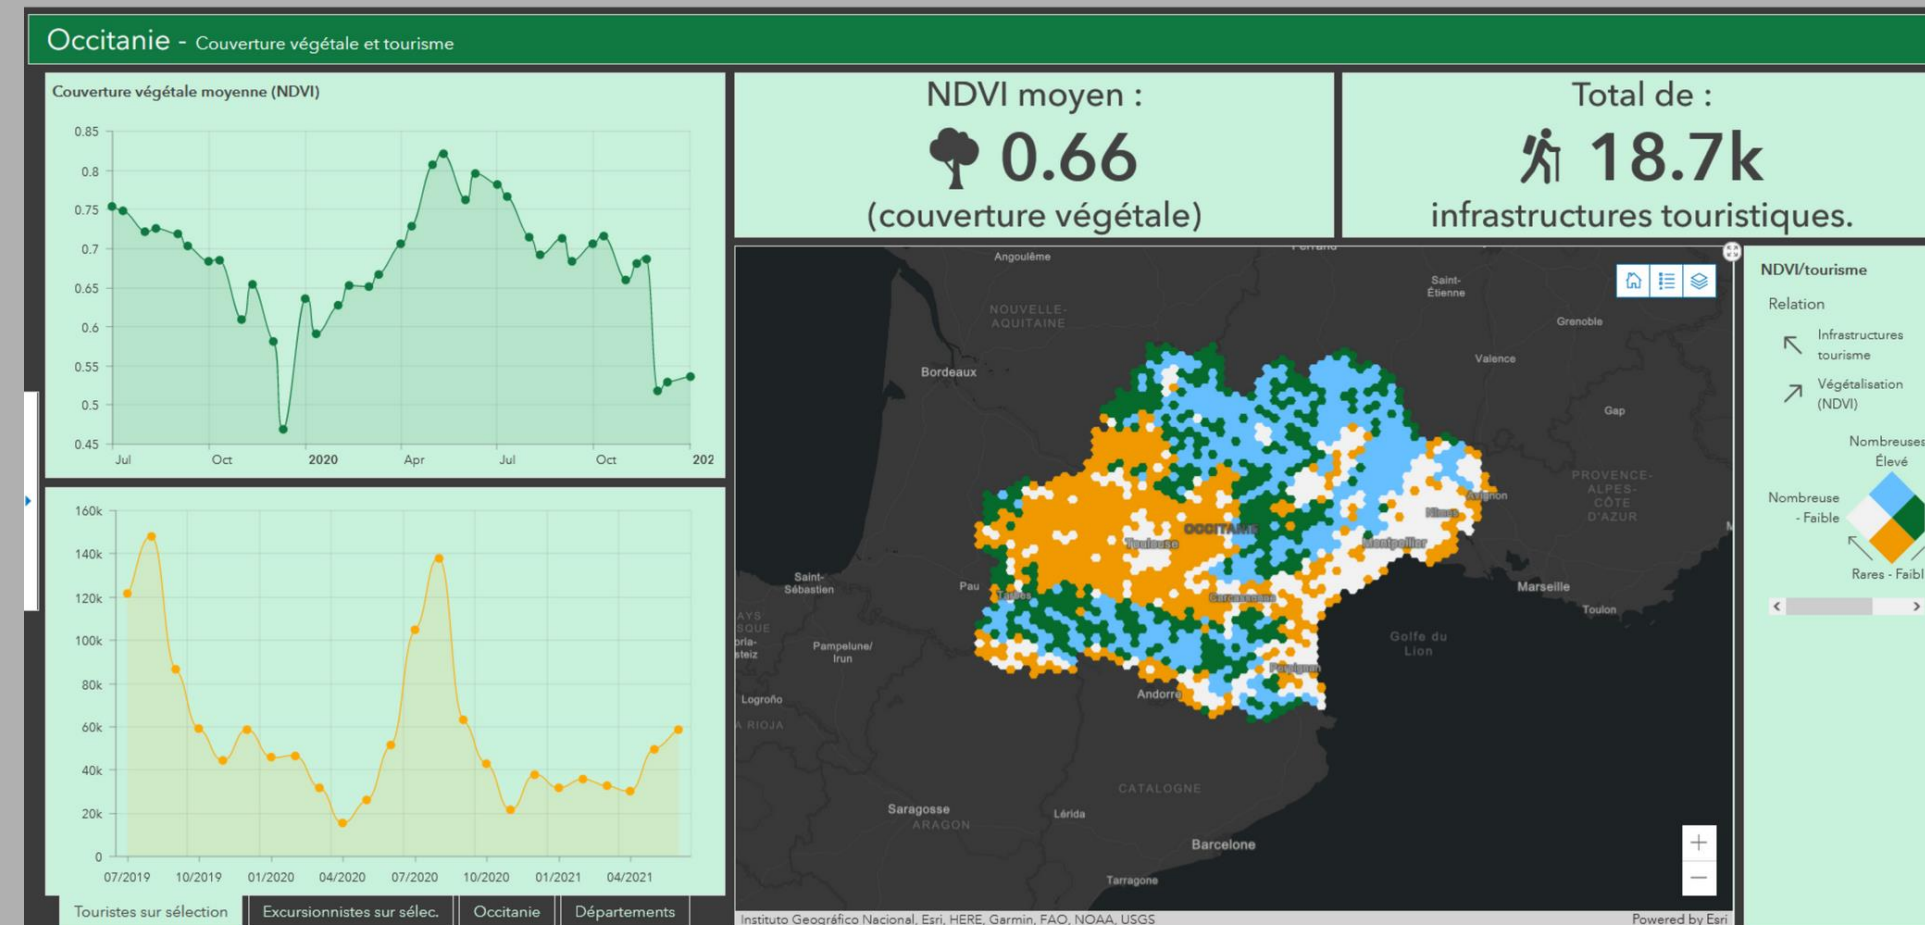 Occitanie - Couverture végétale et tourisme
Couverture végétale moyenne (NDVI)
0.85
0.8
0.75
0.7
0.65
0.6
0.55
0.5
0.45
Jul Oct 2020 Apr Jul Oct 202
160k
140k
120k
100k
80k
60k
40k
20k
0
07/2019 10/2019 01/2020 04/2020 07/2020 10/2020 01/2021 04/2021
Touristes sur sélection Excursionnistes sur sélec. Occitanie Départements
NDVI moyen :
0.66
(couverture végétale)
Total de :
18.7k
infrastructures touristiques.
Angoulême
Saint-
Étienne
NOUVELLE-
AQUITAINE
Grenoble
Valence
Bordeaux
Gap
PROVENCE-
ALPES-
CÔTE
D'AZUR
Avignon
Nîmes
OCCITANIE
Toulouse
Montpellier
Saint-
Sébastien
Pau
Tarbes
Carcassonne
Marseille
Toulon
Pampelune/
Irun
Golfe du
Lion
Perpignan
Logroño
Andorre
A RIOJA
CATALOGNE
Saragosse
Lérida
ARAGON
Barcelone
Tarragone
+
−
Instituto Geográfico Nacional, Esri, HERE, Garmin, FAO, NOAA, USGS
Powered by Esri
NDVI/tourisme
Relation
Infrastructures
tourisme
Végétalisation
(NDVI)
Nombreuses
Élevé
Nombreuse
- Faible
Rares - Faibl